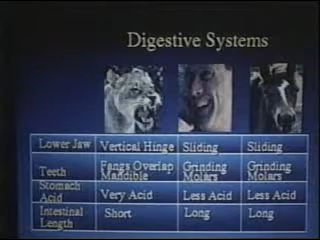 Digestive Systems
Lower Jaw Vertical Hinge Sliding Sliding
Teeth Fangs Overlap Mandible Grinding Molars Grinding Molars
Stomach Acid Very Acid Less Acid Less Acid
Intestinal Length Short Long Long